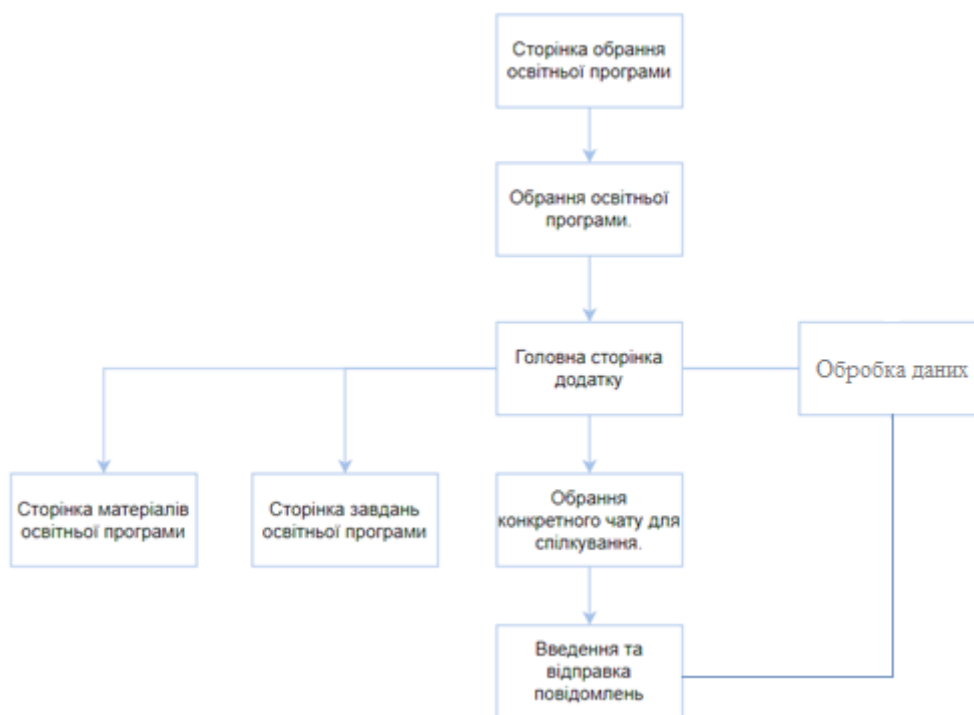 Сторінка обрання
освітньої програми
Обрання освітньої
програми.
Головна сторінка
додатку
Обробка даних
Сторінка матеріалів
освітньої програми
Сторінка завдань
освітньої програми
Обрання
конкретного чату для
спілкування.
Введення та
відправка
повідомлень